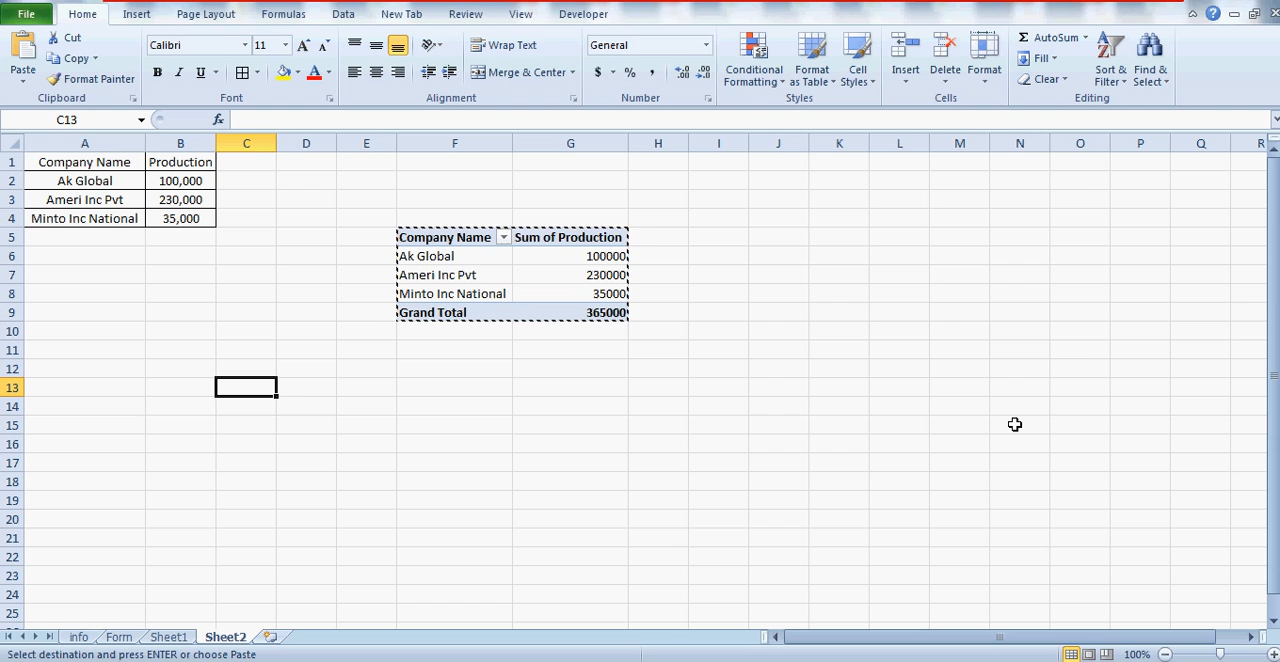 File Home Insert Page Layout Formulas Data New Tab Review View Developer
Cut
Copy
Format Painter
Paste
Clipboard
Calibri 11
B I U
Font
Wrap Text
Merge & Center
Alignment
General
$ % ,
Number
Conditional Formatting
Format as Table
Cell Styles
Styles
Insert Delete Format
Cells
AutoSum
Fill
Clear
Sort & Filter
Find & Select
Editing
C13 fx
A B C D E F G H I J K L M N O P Q R
1 Company Name Production
2 Ak Global 100,000
3 Ameri Inc Pvt 230,000
4 Minto Inc National 35,000
5 Company Name Sum of Production
6 Ak Global 100000
7 Ameri Inc Pvt 230000
8 Minto Inc National 35000
9 Grand Total 365000
10
11
12
13
14
15
16
17
18
19
20
21
22
23
24
25
info Form Sheet1 Sheet2
Select destination and press ENTER or choose Paste 100%